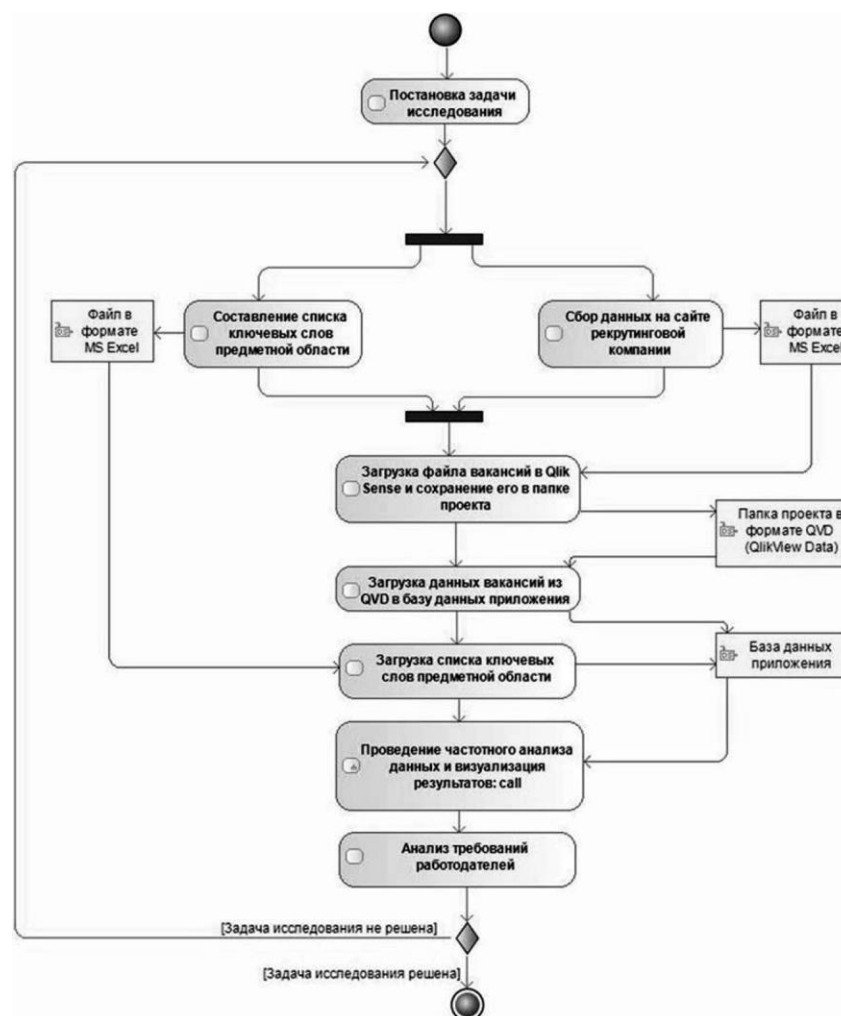 Постановка задачи
исследования
Файл в
формате
MS Excel
Составление списка
ключевых слов
предметной области
Сбор данных на сайте
рекрутинговой
компании
Файл в
формате
MS Excel
Загрузка файла вакансий в Qlik
Sense и сохранение его в папке
проекта
Папка проекта в
формате QVD
(QlikView Data)
Загрузка данных вакансий из
QVD в базу данных приложения
База данных
приложения
Загрузка списка ключевых
слов предметной области
Проведение частотного анализа
данных и визуализация
результатов: call
Анализ требований
работодателей
[Задача исследования не решена]
[Задача исследования решена]